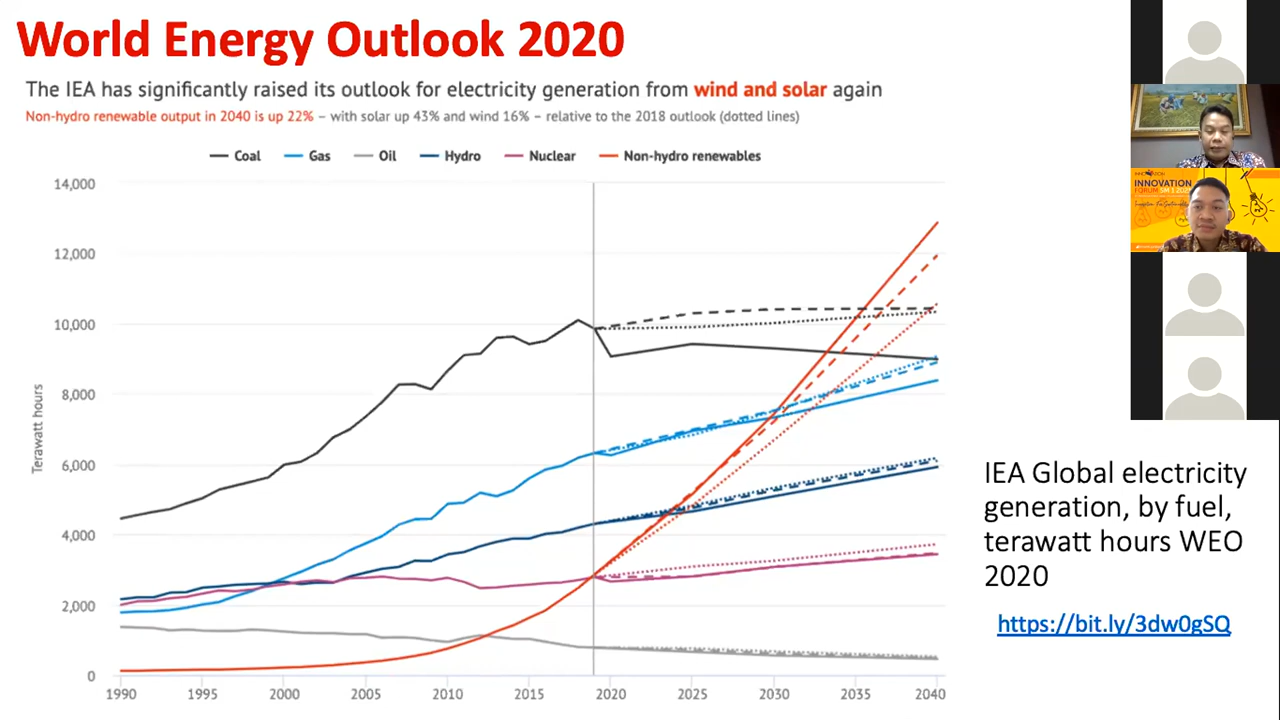 World Energy Outlook 2020
The IEA has significantly raised its outlook for electricity generation from wind and solar again
Non-hydro renewable output in 2040 is up 22% – with solar up 43% and wind 16% – relative to the 2018 outlook (dotted lines)
Coal Gas Oil Hydro Nuclear Non-hydro renewables
14,000
12,000
10,000
8,000
6,000
4,000
2,000
0
Terawatt hours
1990 1995 2000 2005 2010 2015 2020 2025 2030 2035 2040
INNOVATION
FORUM SM 1 202
IEA Global electricity
generation, by fuel,
terawatt hours WEO
2020
https://bit.ly/3dw0gSQ